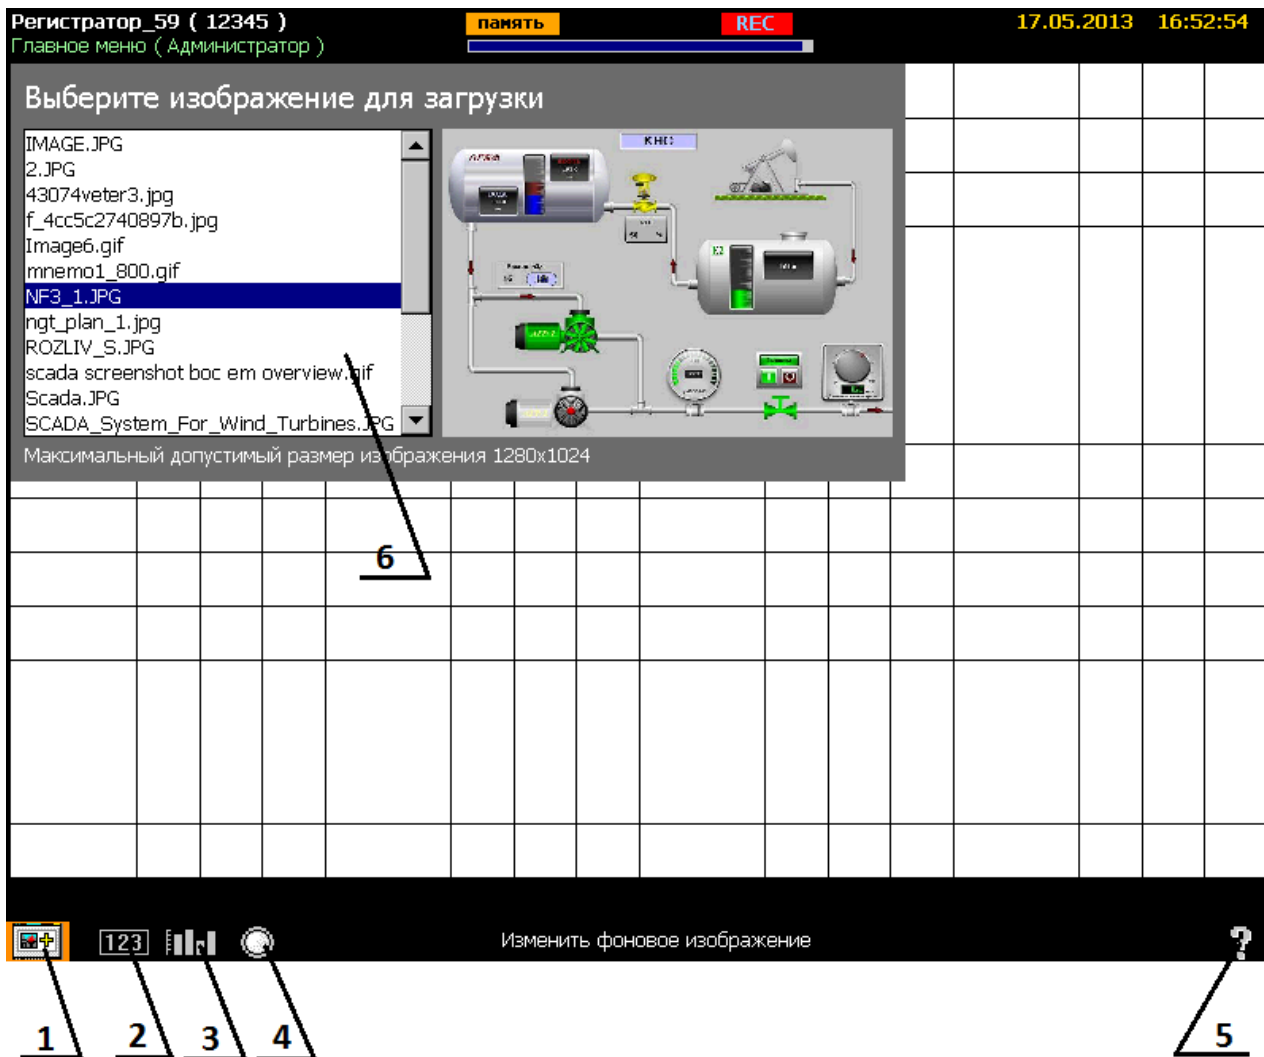 Регистратор_59 ( 12345 )
память
REC
17.05.2013 16:52:54
Главное меню ( Администратор )
Выберите изображение для загрузки
IMAGE.JPG
2.JPG
43074veter3.jpg
f_4cc5c2740897b.jpg
Image6.gif
mnemo1_800.gif
NF3_1.JPG
ngt_plan_1.jpg
ROZLIV_S.JPG
scada screenshot boc em overview.gif
Scada.JPG
SCADA_System_For_Wind_Turbines.JPG
Максимальный допустимый размер изображения 1280x1024
6
123
Изменить фоновое изображение
?
1
2
3
4
5